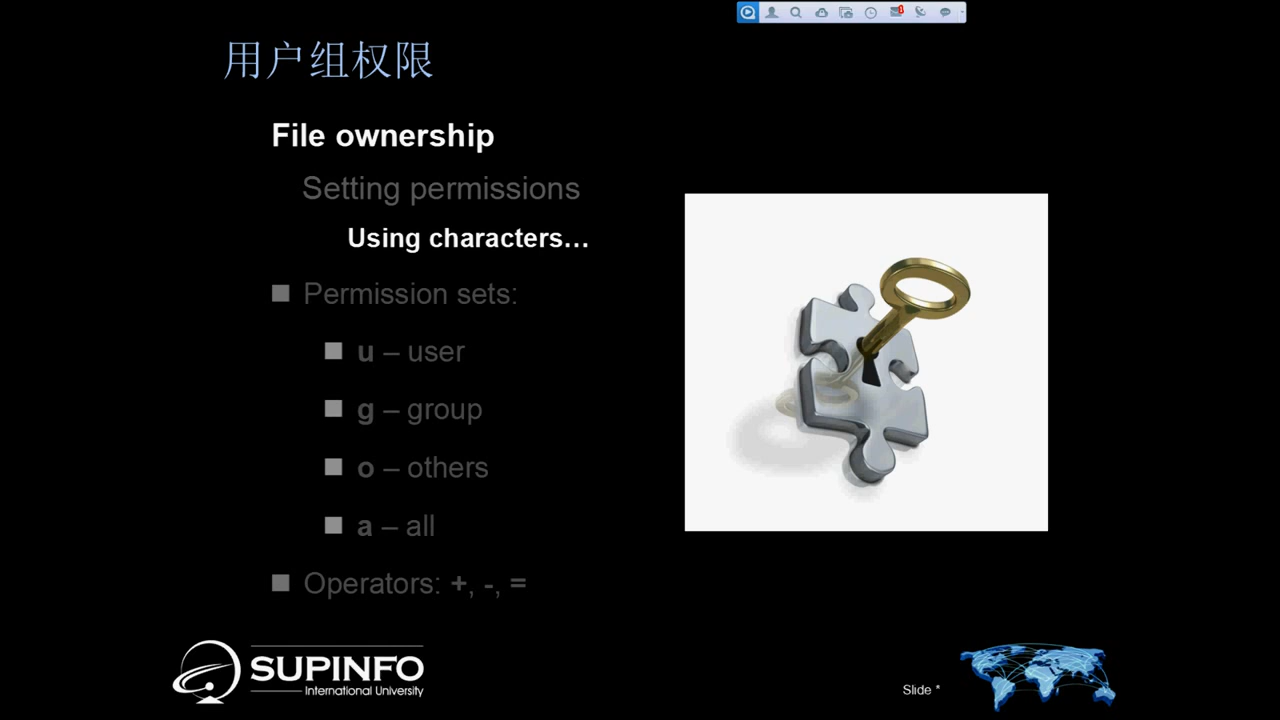 1
用户组权限
File ownership
Setting permissions
Using characters…
Permission sets:
u – user
g – group
o – others
a – all
Operators: +, -, =
SUPINFO
International University
Slide *